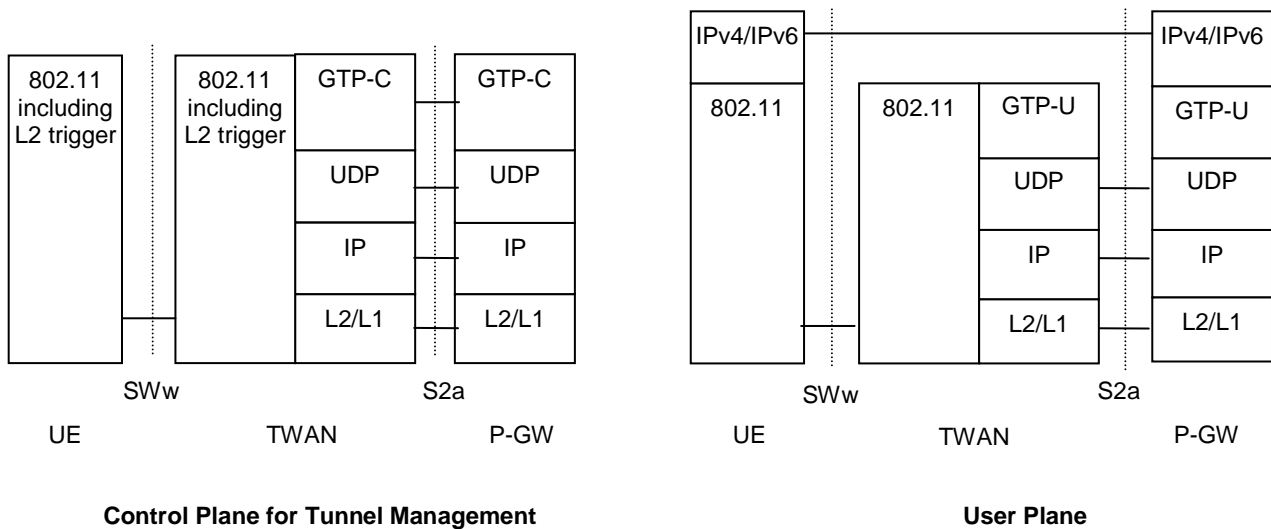 802.11
including
L2 trigger
802.11
including
L2 trigger
GTP-C
UDP
IP
L2/L1
GTP-C
UDP
IP
L2/L1
SWw
S2a
UE
TWAN
P-GW
Control Plane for Tunnel Management
IPv4/IPv6
802.11
802.11
GTP-U
UDP
IP
L2/L1
IPv4/IPv6
GTP-U
UDP
IP
L2/L1
SWw
S2a
UE
TWAN
P-GW
User Plane